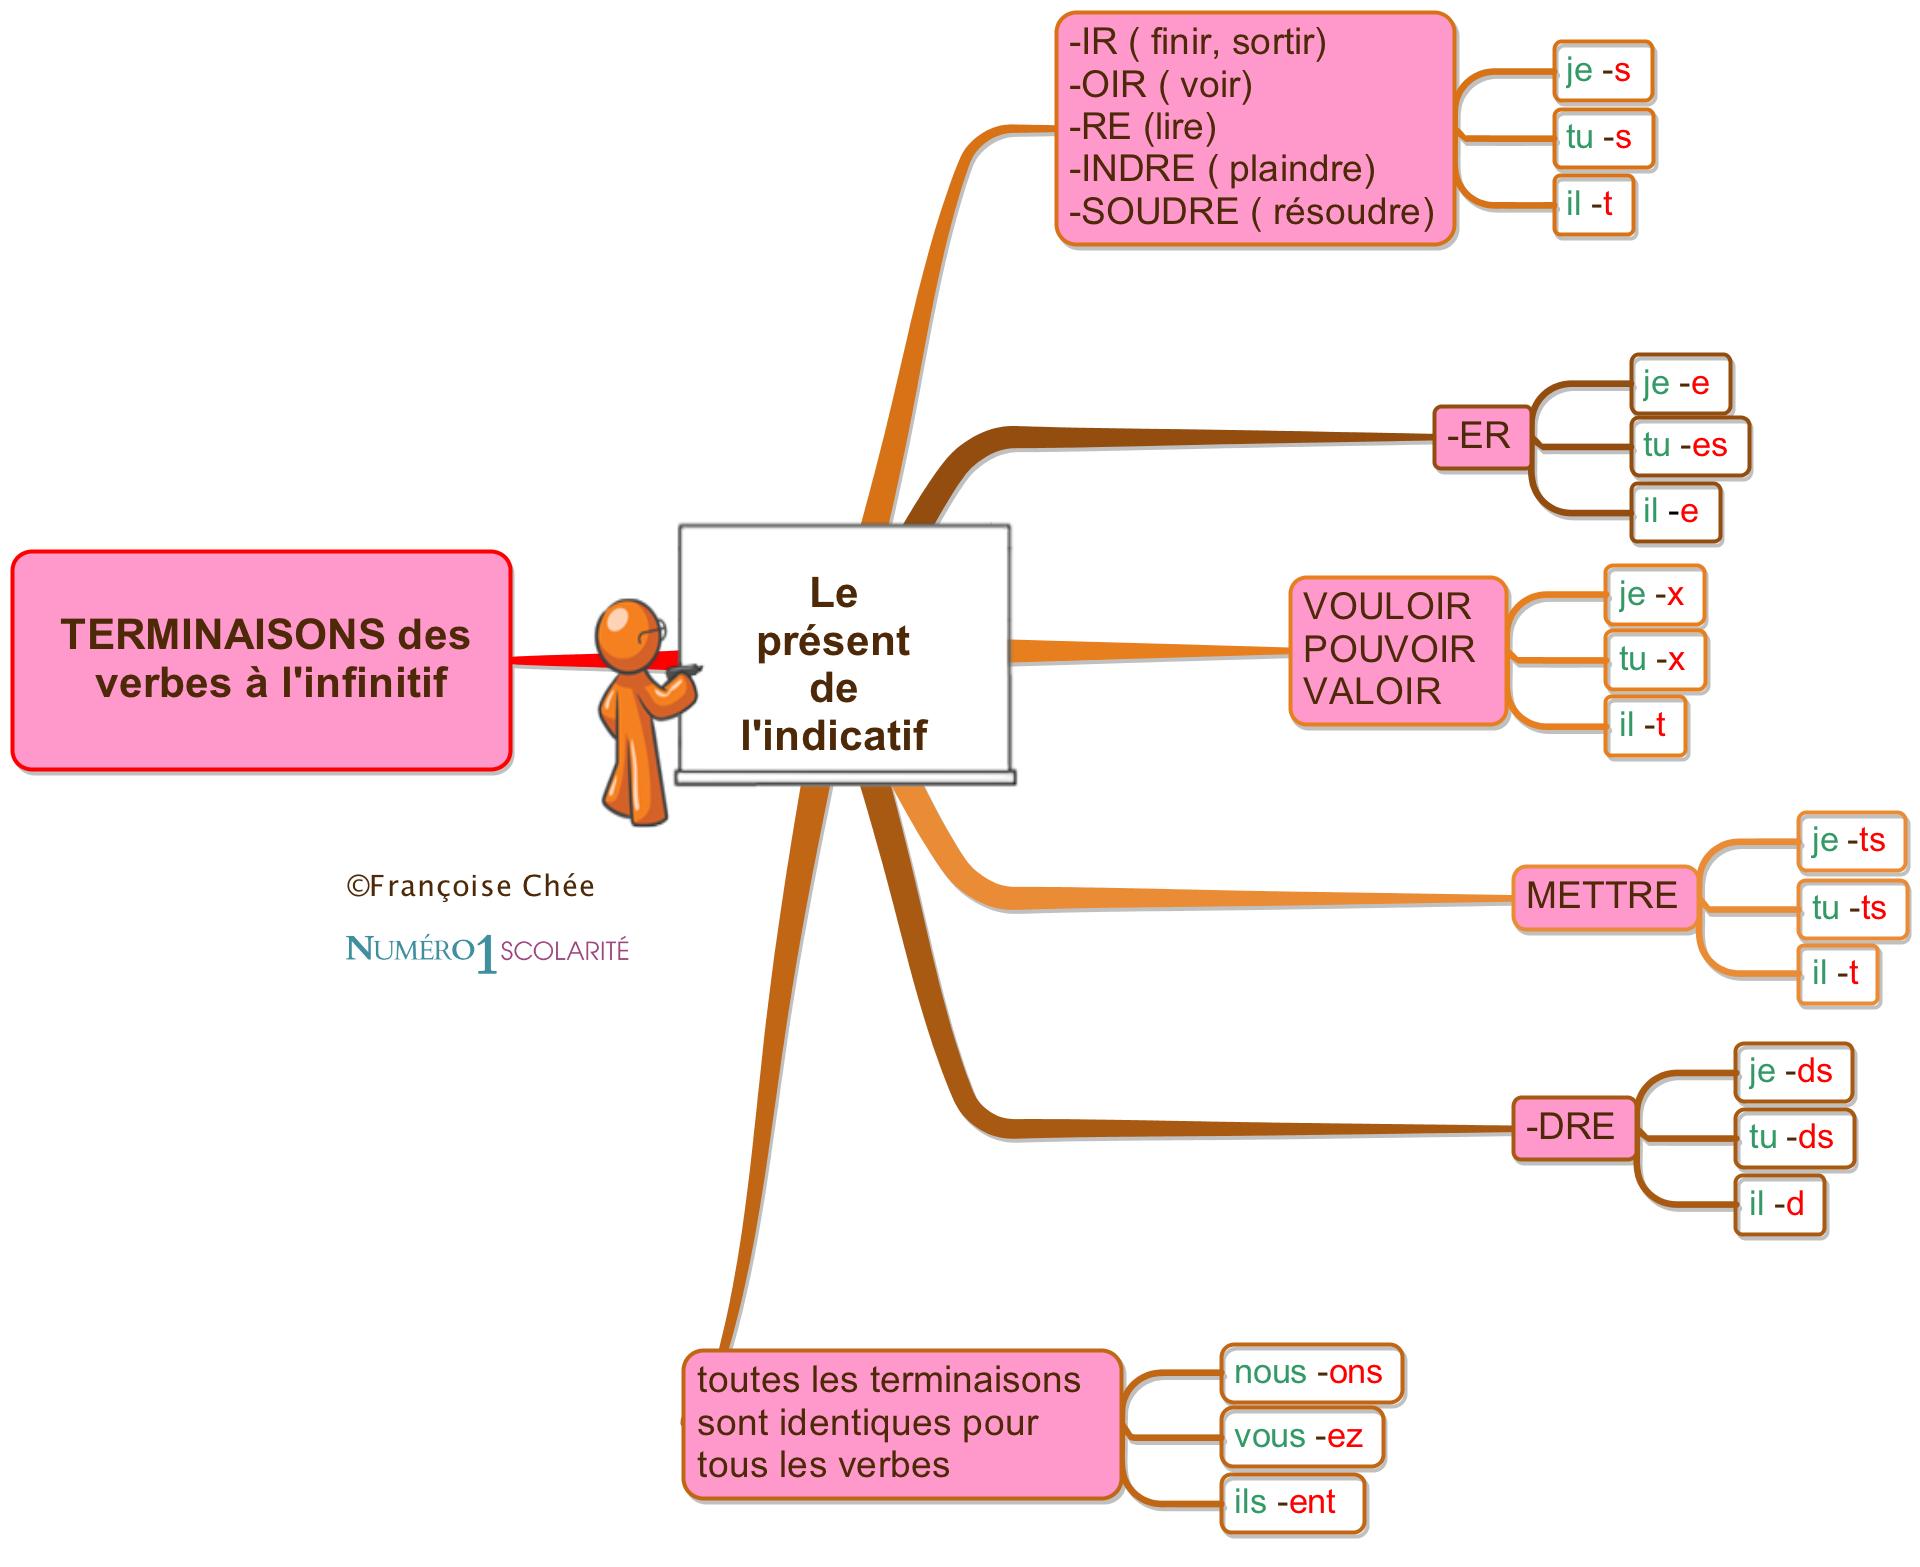 TERMINAISONS des
verbes à l'infinitif
Le
présent
de
l'indicatif
©Françoise Chée
NUMÉRO1 SCOLARITÉ
-IR ( finir, sortir)
-OIR ( voir)
-RE (lire)
-INDRE ( plaindre)
-SOUDRE ( résoudre)
je -s
tu -s
il -t
-ER
je -e
tu -es
il -e
VOULOIR
POUVOIR
VALOIR
je -x
tu -x
il -t
METTRE
je -ts
tu -ts
il -t
-DRE
je -ds
tu -ds
il -d
toutes les terminaisons
sont identiques pour
tous les verbes
nous -ons
vous -ez
ils -ent